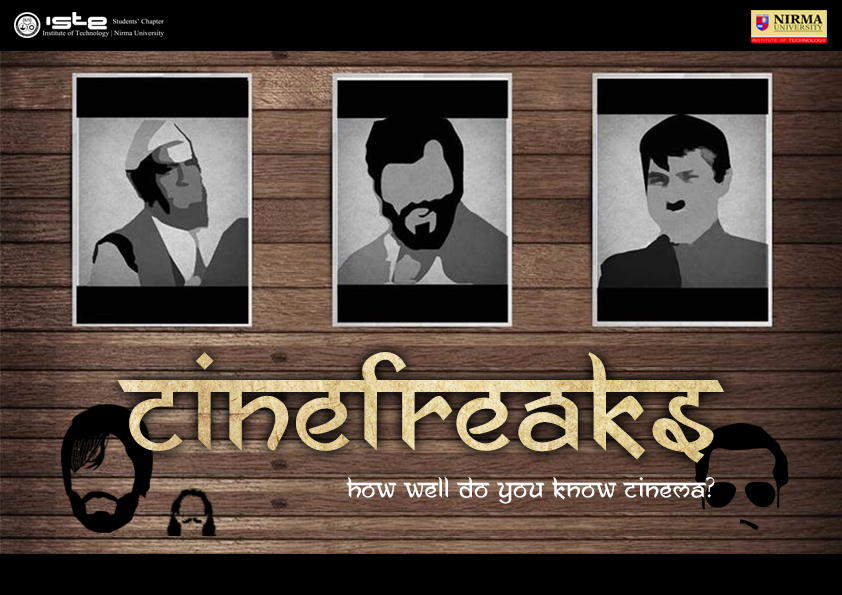 iste Students' Chapter
Institute of Technology | Nirma University
NIRMA
UNIVERSITY
INSTITUTE OF TECHNOLOGY
cinefreaks
how well do you know cinema?